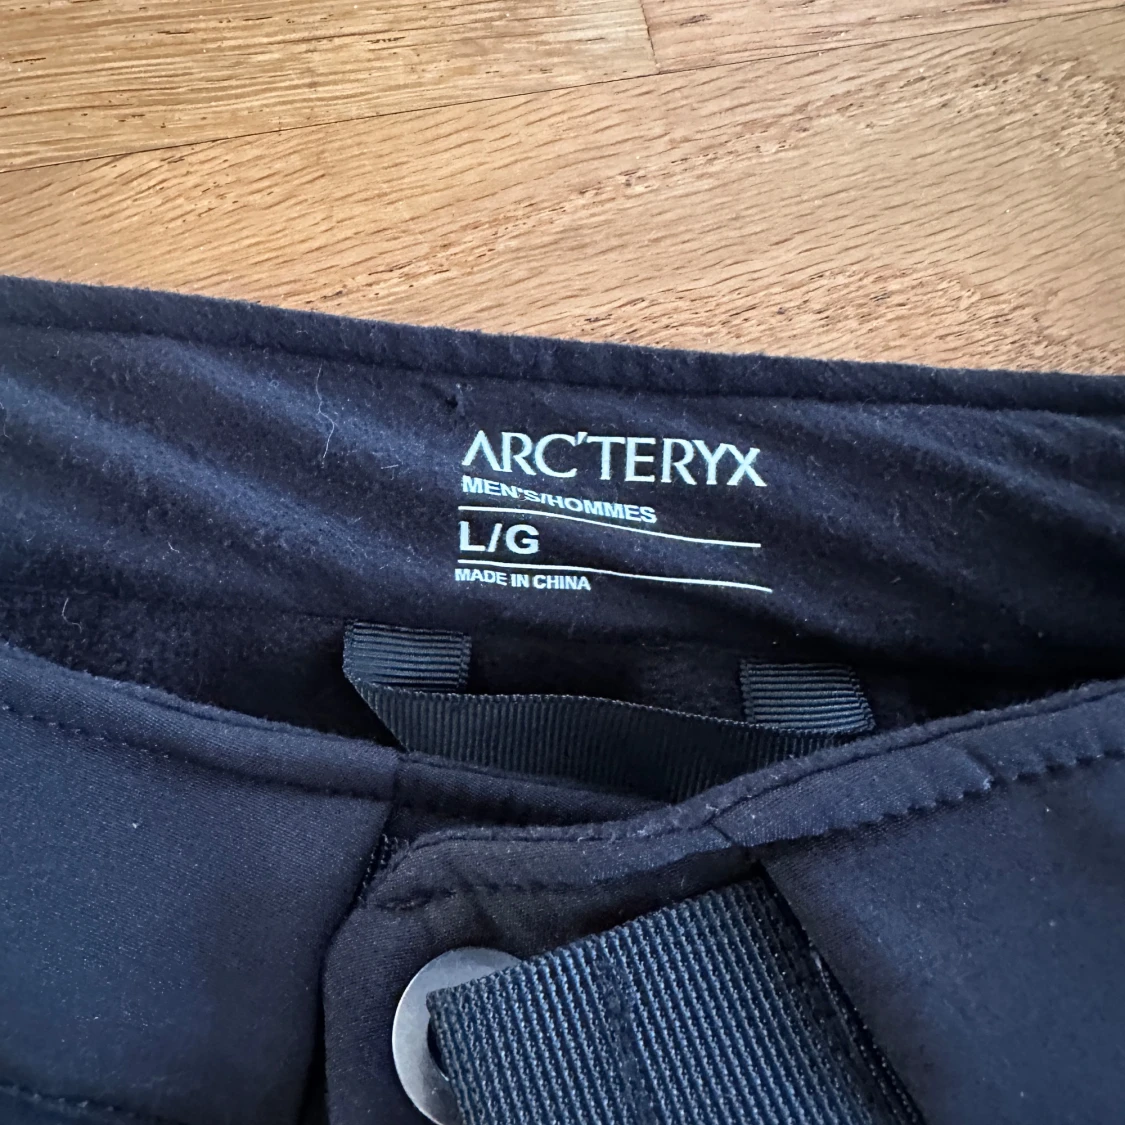 ARC'TERYX
MEN'S/HOMMES
L/G
MADE IN CHINA